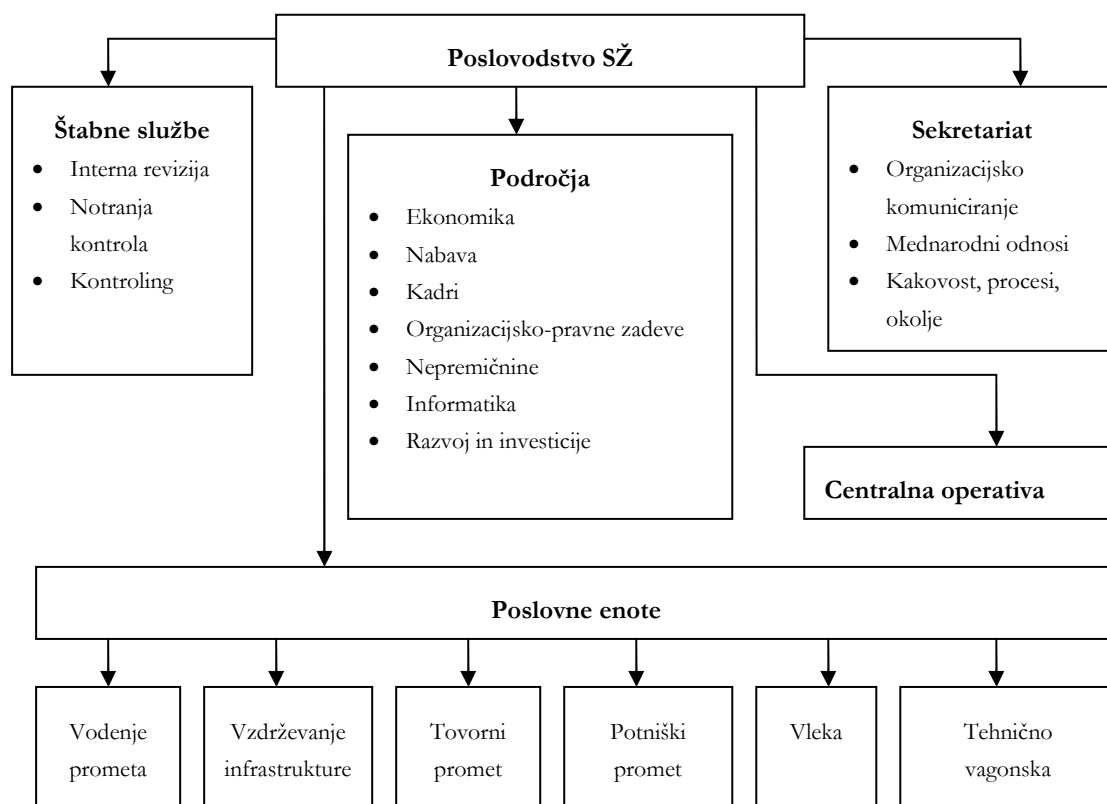 Poslovodstvo SŽ
Štabne službe
• Interna revizija
• Notranja
kontrola
• Kontroling
Področja
• Ekonomika
• Nabava
• Kadri
• Organizacijsko-pravne zadeve
• Nepremičnine
• Informatika
• Razvoj in investicije
Sekretariat
• Organizacijsko
komuniciranje
• Mednarodni odnosi
• Kakovost, procesi,
okolje
Centralna operativa
Poslovne enote
Vodenje
prometa
Vzdrževanje
infrastrukture
Tovorni
promet
Potniški
promet
Vleka
Tehnično
vagonska